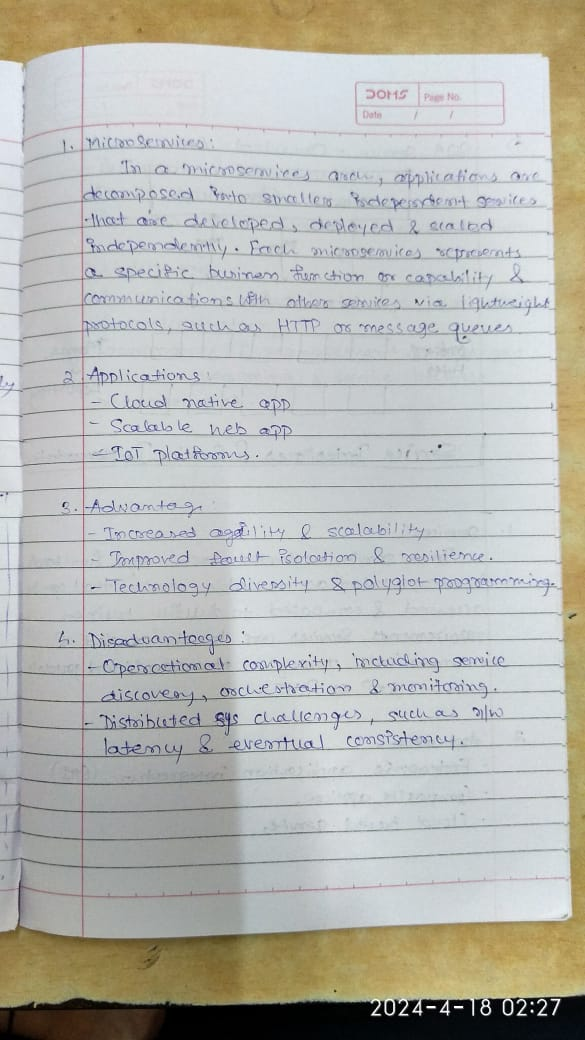 DOMS Page No.
Date / /
1. Microservices:
In a microservices arch, applications are
decomposed into smaller independent services
that are developed, deployed & scaled
independently. Each microservices represents
a specific business function or capability &
communications with other services via lightweight
protocols, such as HTTP or message queues
2. Applications:
- Cloud native app
- Scalable web app
- IoT platforms.
3. Advantag:
- Increased agility & scalability
- Improved fault isolation & resilience.
- Technology diversity & polyglot programming.
4. Disadvantages:
- Operational complexity, including service
discovery, orchestration & monitoring.
- Distributed sys challenges, such as n/w
latency & eventual consistency.
2024-4-18 02:27